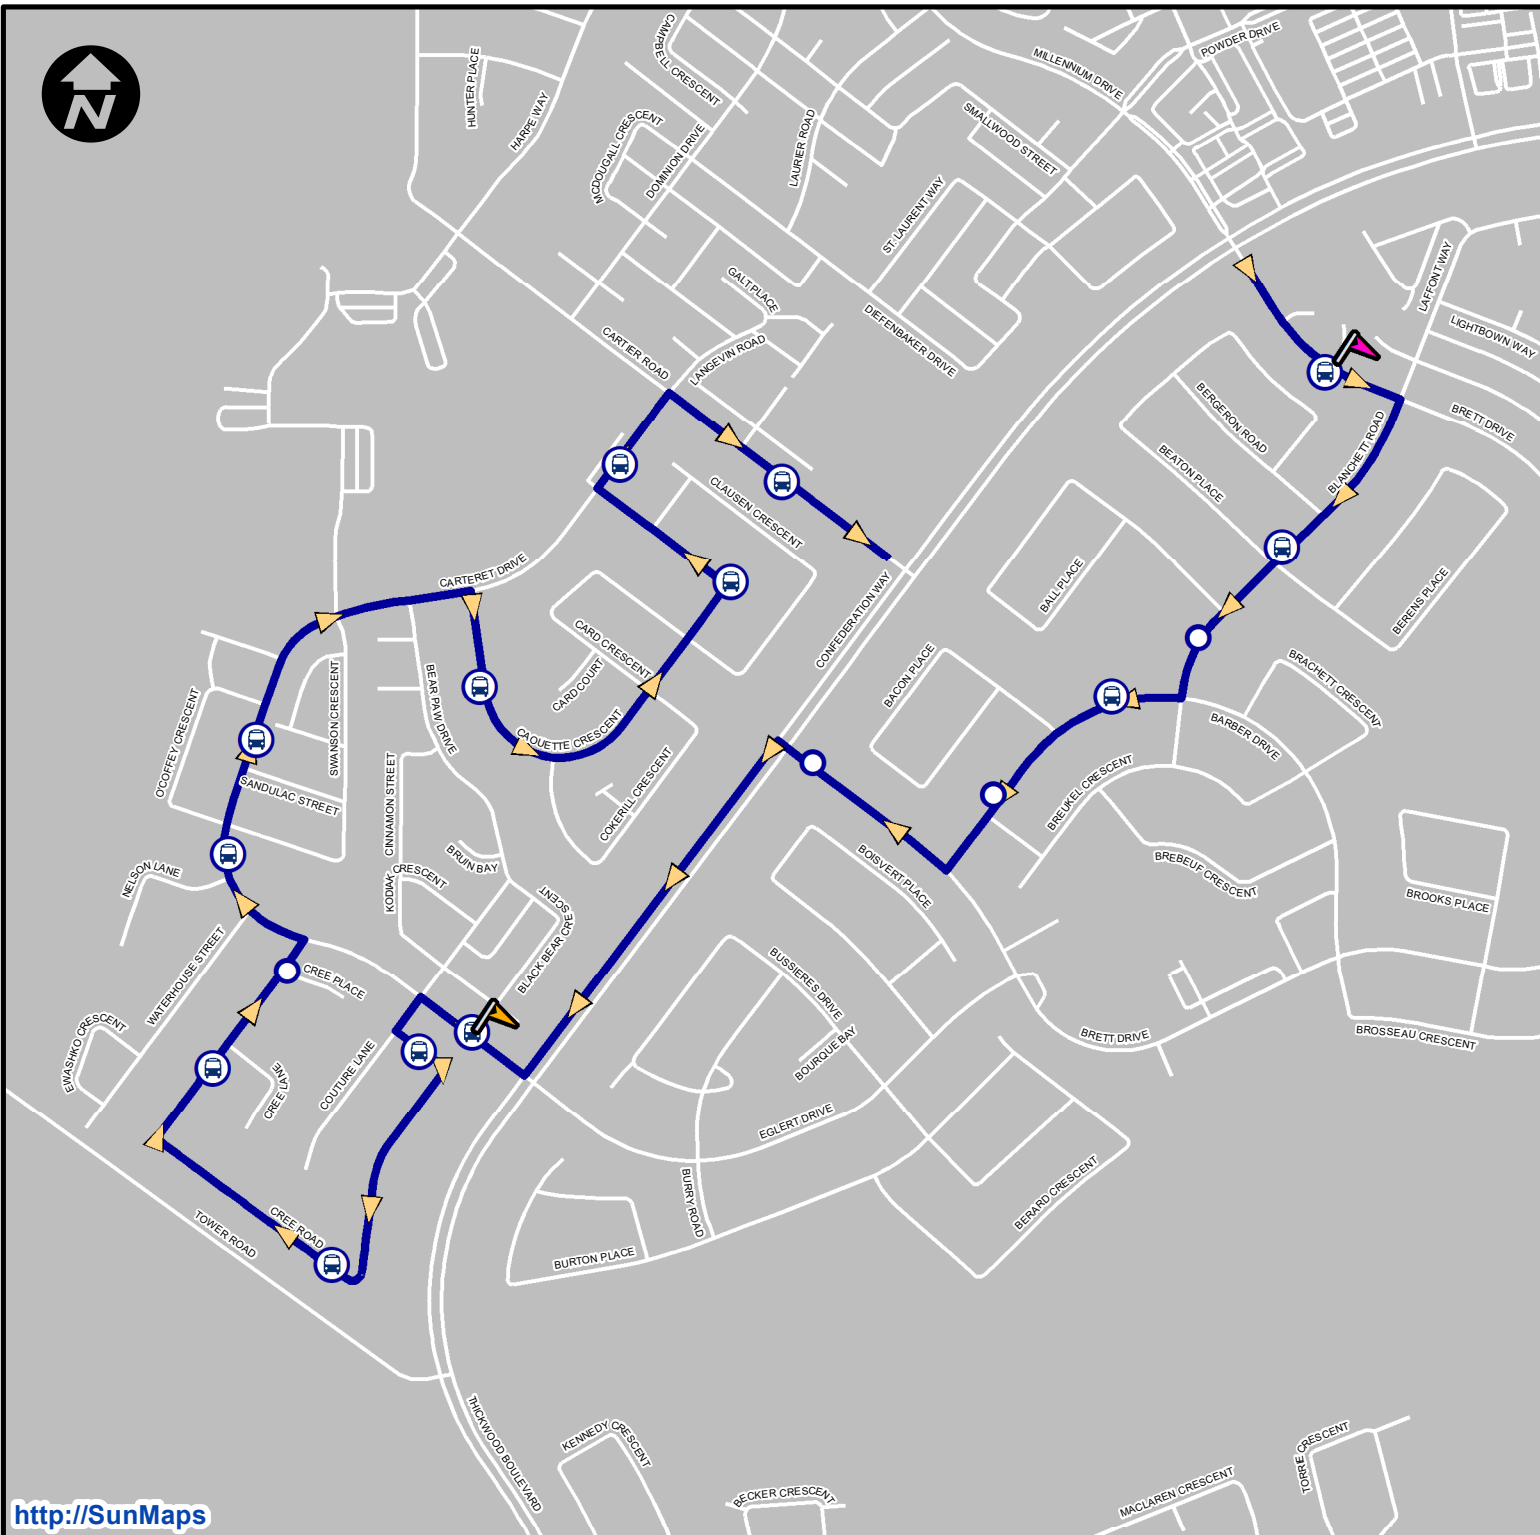 POWDER DRIVE
MILLENNIUM DRIVE
CAMPBELL CRESCENT
HUNTER PLACE
HARPE WAY
MCDOUGALL CRESCENT
DOMINION DRIVE
LAURIER ROAD
SMALLWOOD STREET
ST. LAURENT WAY
GALT PLACE
LAFFONT WAY
LIGHTBOWN WAY
DIEFENBAKER DRIVE
CARTIER ROAD
LANGEVIN ROAD
BERGERON ROAD
BRETT DRIVE
BLANCHETT ROAD
BEATON PLACE
CLAUSEN CRESCENT
CARTERET DRIVE
BALL PLACE
BERENS PLACE
CONFEDERATION WAY
CARD CRESCENT
CARD COURT
BACON PLACE
BRACHETT CRESCENT
BARBER DRIVE
SWANSON CRESCENT
BEAR PAW DRIVE
O'COFFEY CRESCENT
CAOUETTE CRESCENT
COKERILL CRESCENT
SANDULAC STREET
CINNAMON STREET
BREUKEL CRESCENT
BRUIN BAY
KODIAK CRESCENT
NELSON LANE
BOISVERT PLACE
BREBEUF CRESCENT
BROOKS PLACE
BLACK BEAR CRESCENT
WATERHOUSE STREET
CREE PLACE
BUSSIERES DRIVE
EWASHKO CRESCENT
CREE LANE
COUTURE LANE
BOURQUE BAY
BRETT DRIVE
BROSSEAU CRESCENT
EGLERT DRIVE
BURRY ROAD
BERARD CRESCENT
CREE ROAD
TOWER ROAD
BURTON PLACE
THICKWOOD BOULEVARD
KENNEDY CRESCENT
BECKER CRESCENT
MACLAREN CRESCENT
TORRIE CRESCENT
N
http://SunMaps